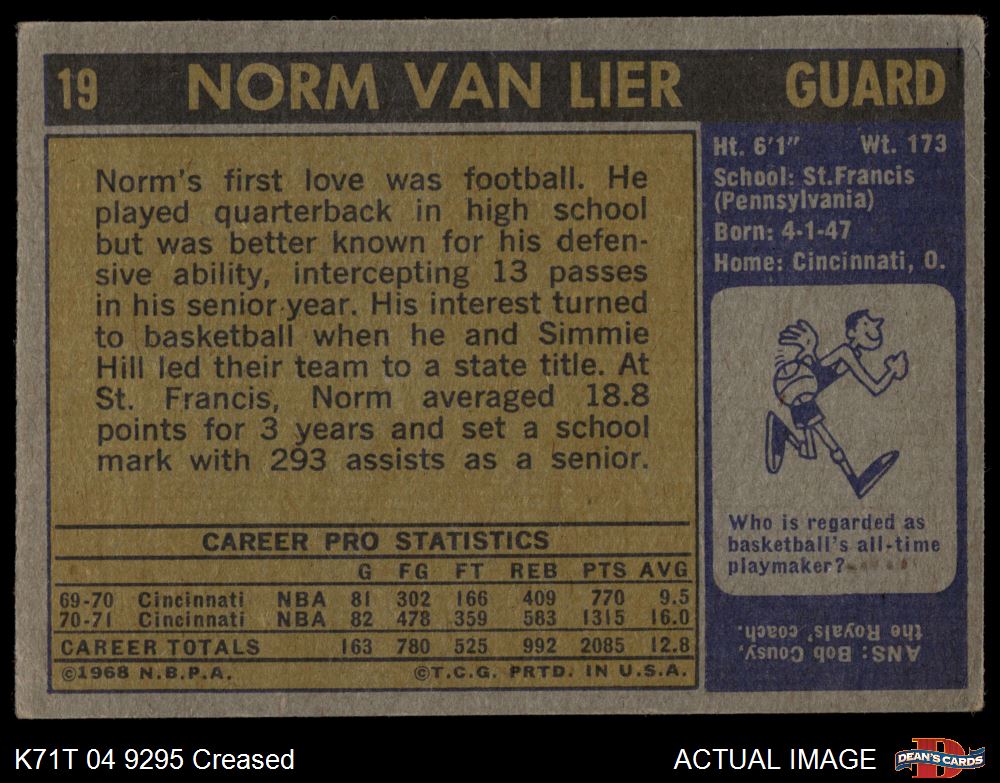 19 NORM VAN LIER GUARD
Norm's first love was football. He
played quarterback in high school
but was better known for his defen-
sive ability, intercepting 13 passes
in his senior year. His interest turned
to basketball when he and Simmie
Hill led their team to a state title. At
St. Francis, Norm averaged 18.8
points for 3 years and set a school
mark with 293 assists as a senior.
CAREER PRO STATISTICS
G FG FT REB PTS AVG
69-70 Cincinnati NBA 81 302 166 409 770 9.5
70-71 Cincinnati NBA 82 478 359 583 1315 16.0
CAREER TOTALS 163 780 525 992 2085 12.8
©1968 N.B.P.A. ©T.C.G. PRTD. IN U.S.A.
Ht. 6'1" Wt. 173
School: St.Francis
(Pennsylvania)
Born: 4-1-47
Home: Cincinnati, O.
Who is regarded as
basketball's all-time
playmaker?
ANS: Bob Cousy,
the Royals' coach.
K71T 04 9295 Creased
ACTUAL IMAGE
D
DEAN'S CARDS